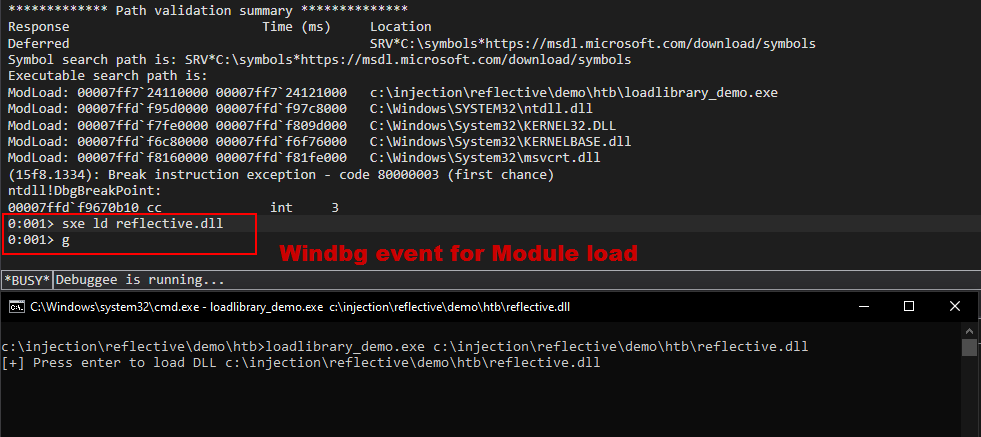 ************* Path validation summary **************
Response                         Time (ms)     Location
Deferred                                       SRV*C:\symbols*https://msdl.microsoft.com/download/symbols
Symbol search path is: SRV*C:\symbols*https://msdl.microsoft.com/download/symbols
Executable search path is:
ModLoad: 00007ff7`24110000 00007ff7`24121000   c:\injection\reflective\demo\htb\loadlibrary_demo.exe
ModLoad: 00007ffd`f95d0000 00007ffd`f97c8000   C:\Windows\SYSTEM32\ntdll.dll
ModLoad: 00007ffd`f7fe0000 00007ffd`f809d000   C:\Windows\System32\KERNEL32.DLL
ModLoad: 00007ffd`f6c80000 00007ffd`f6f76000   C:\Windows\System32\KERNELBASE.dll
ModLoad: 00007ffd`f8160000 00007ffd`f81fe000   C:\Windows\System32\msvcrt.dll
(15f8.1334): Break instruction exception - code 80000003 (first chance)
ntdll!DbgBreakPoint:
00007ffd`f9670b10 cc              int     3
0:001> sxe ld reflective.dll
0:001> g
Windbg event for Module load
*BUSY* Debuggee is running...
C:\Windows\system32\cmd.exe - loadlibrary_demo.exe  c:\injection\reflective\demo\htb\reflective.dll
c:\injection\reflective\demo\htb>loadlibrary_demo.exe c:\injection\reflective\demo\htb\reflective.dll
[+] Press enter to load DLL c:\injection\reflective\demo\htb\reflective.dll